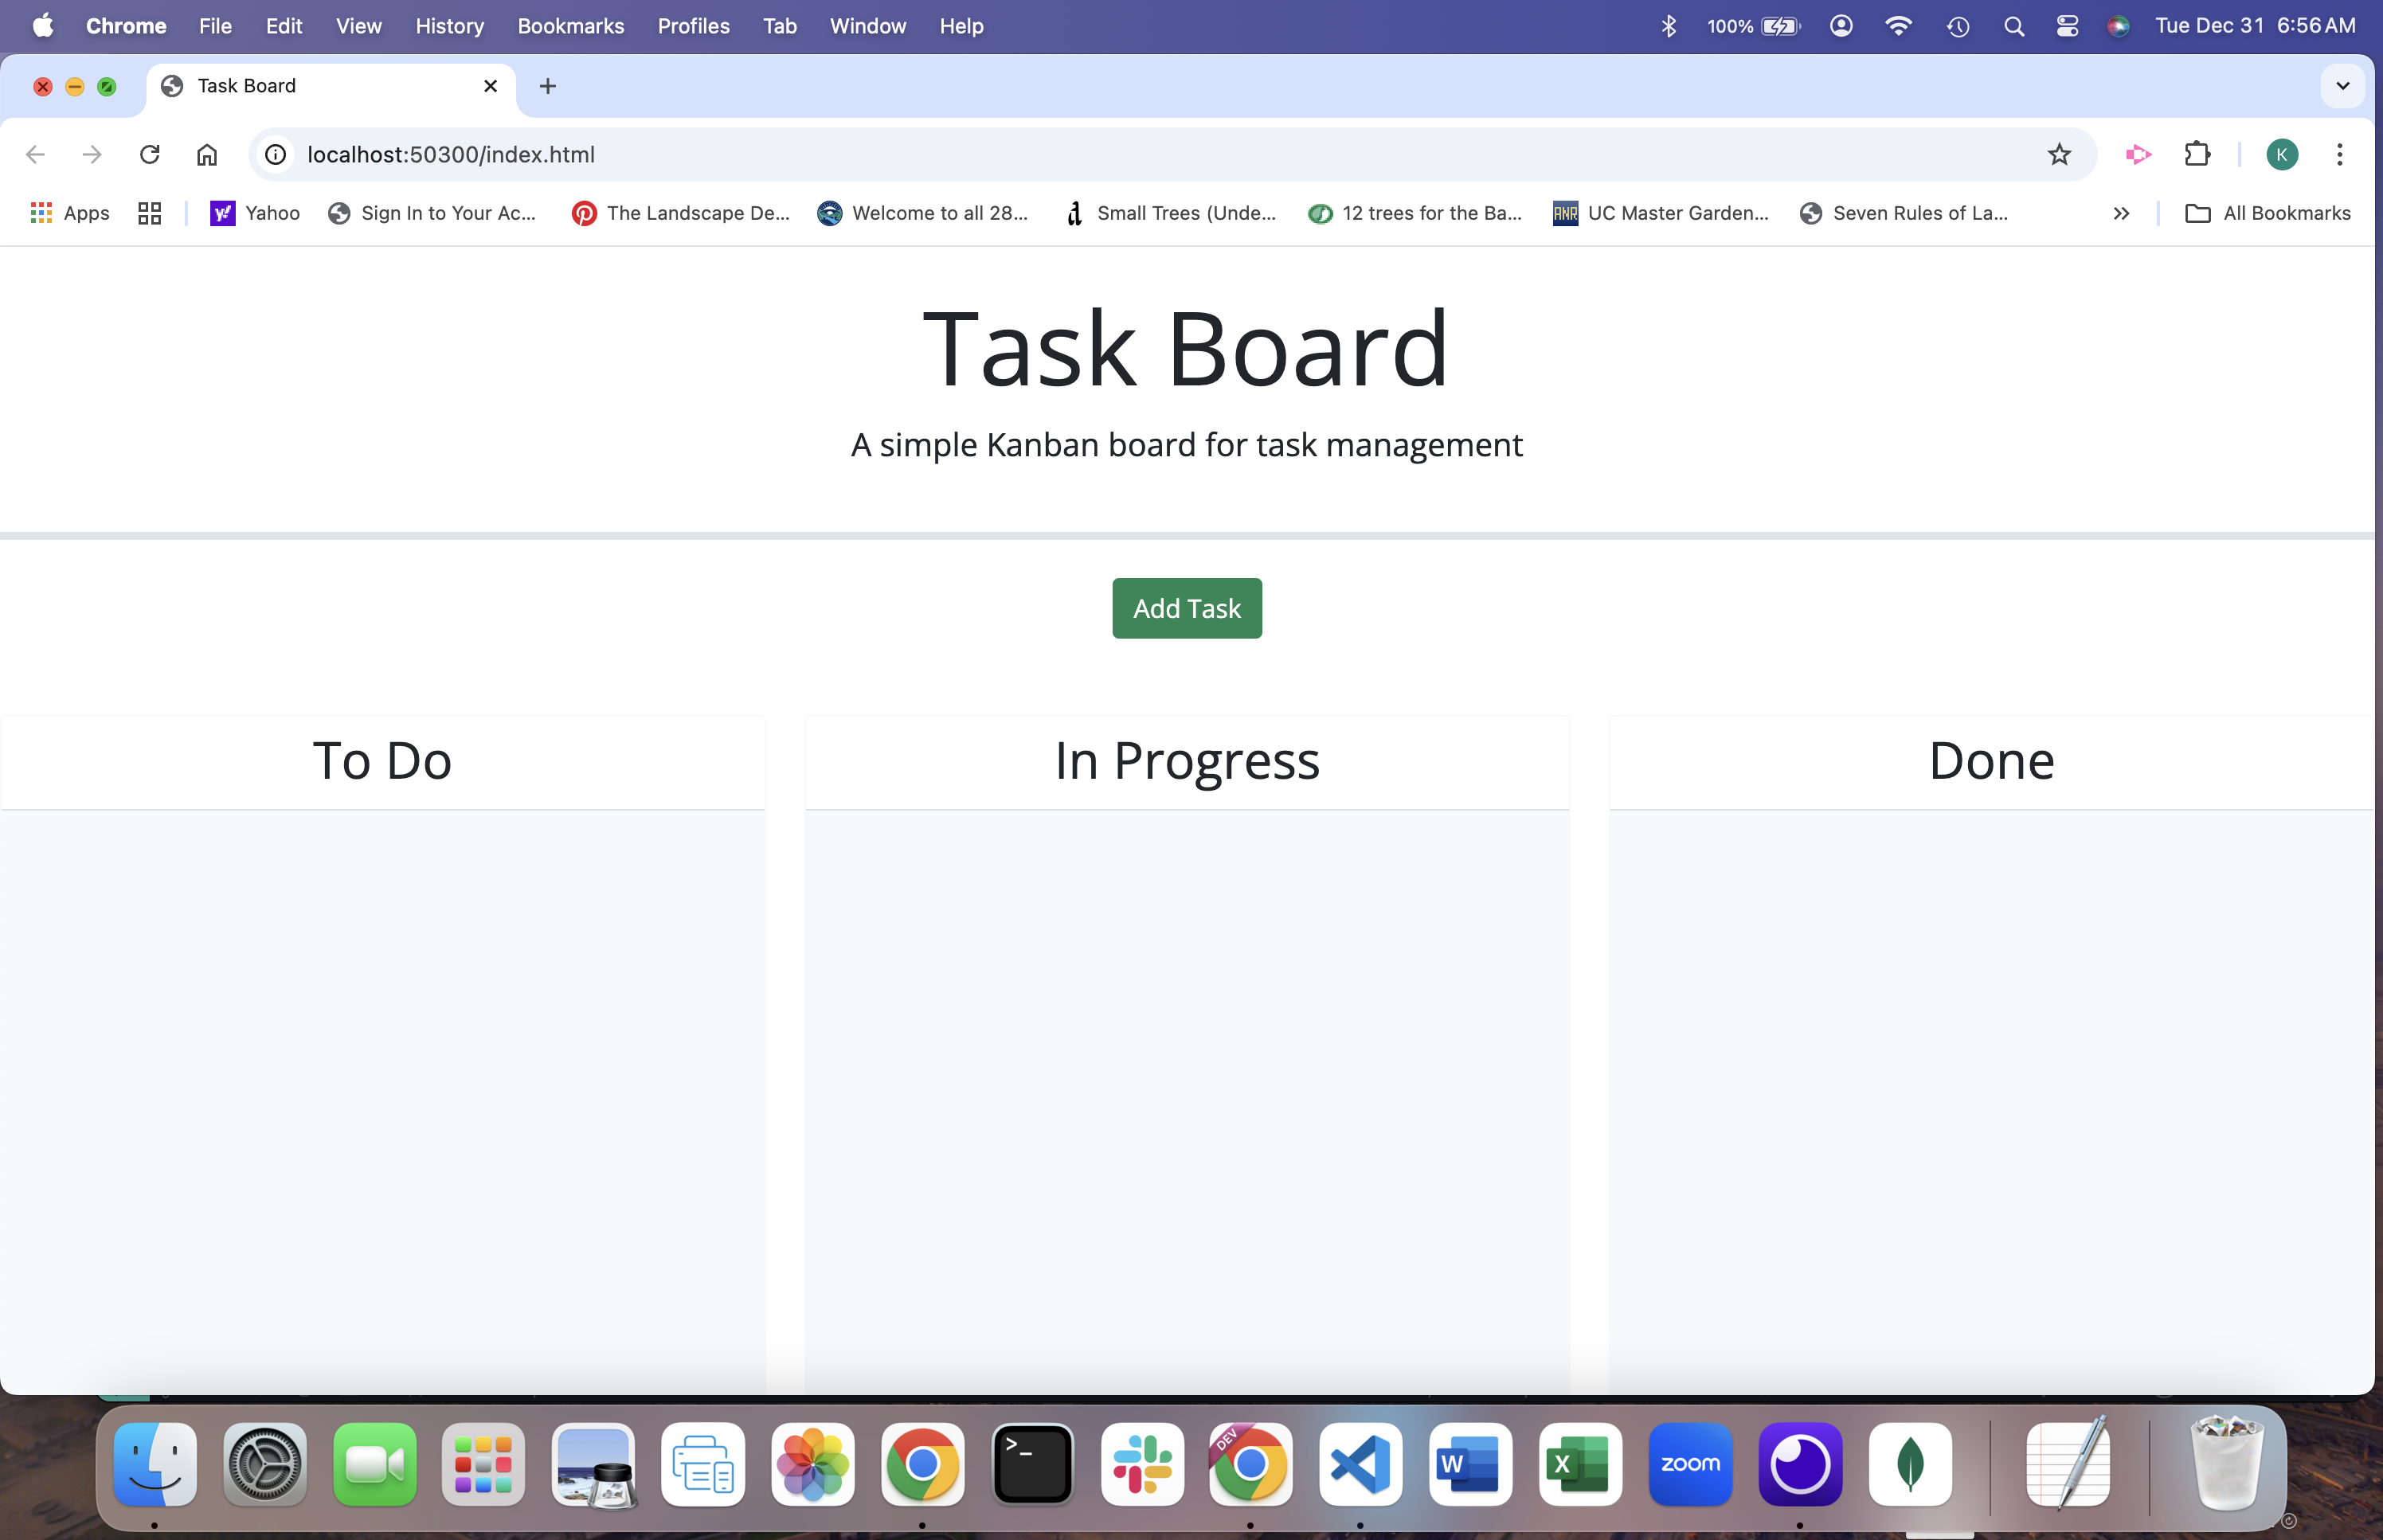 Chrome File Edit View History Bookmarks Profiles Tab Window Help 100% Tue Dec 31 6:56 AM
Task Board
localhost:50300/index.html K
Apps Yahoo Sign In to Your Ac... The Landscape De... Welcome to all 28... Small Trees (Unde... 12 trees for the Ba... UC Master Garden... Seven Rules of La... All Bookmarks
Task Board
A simple Kanban board for task management
Add Task
To Do In Progress Done
DEV W X zoom